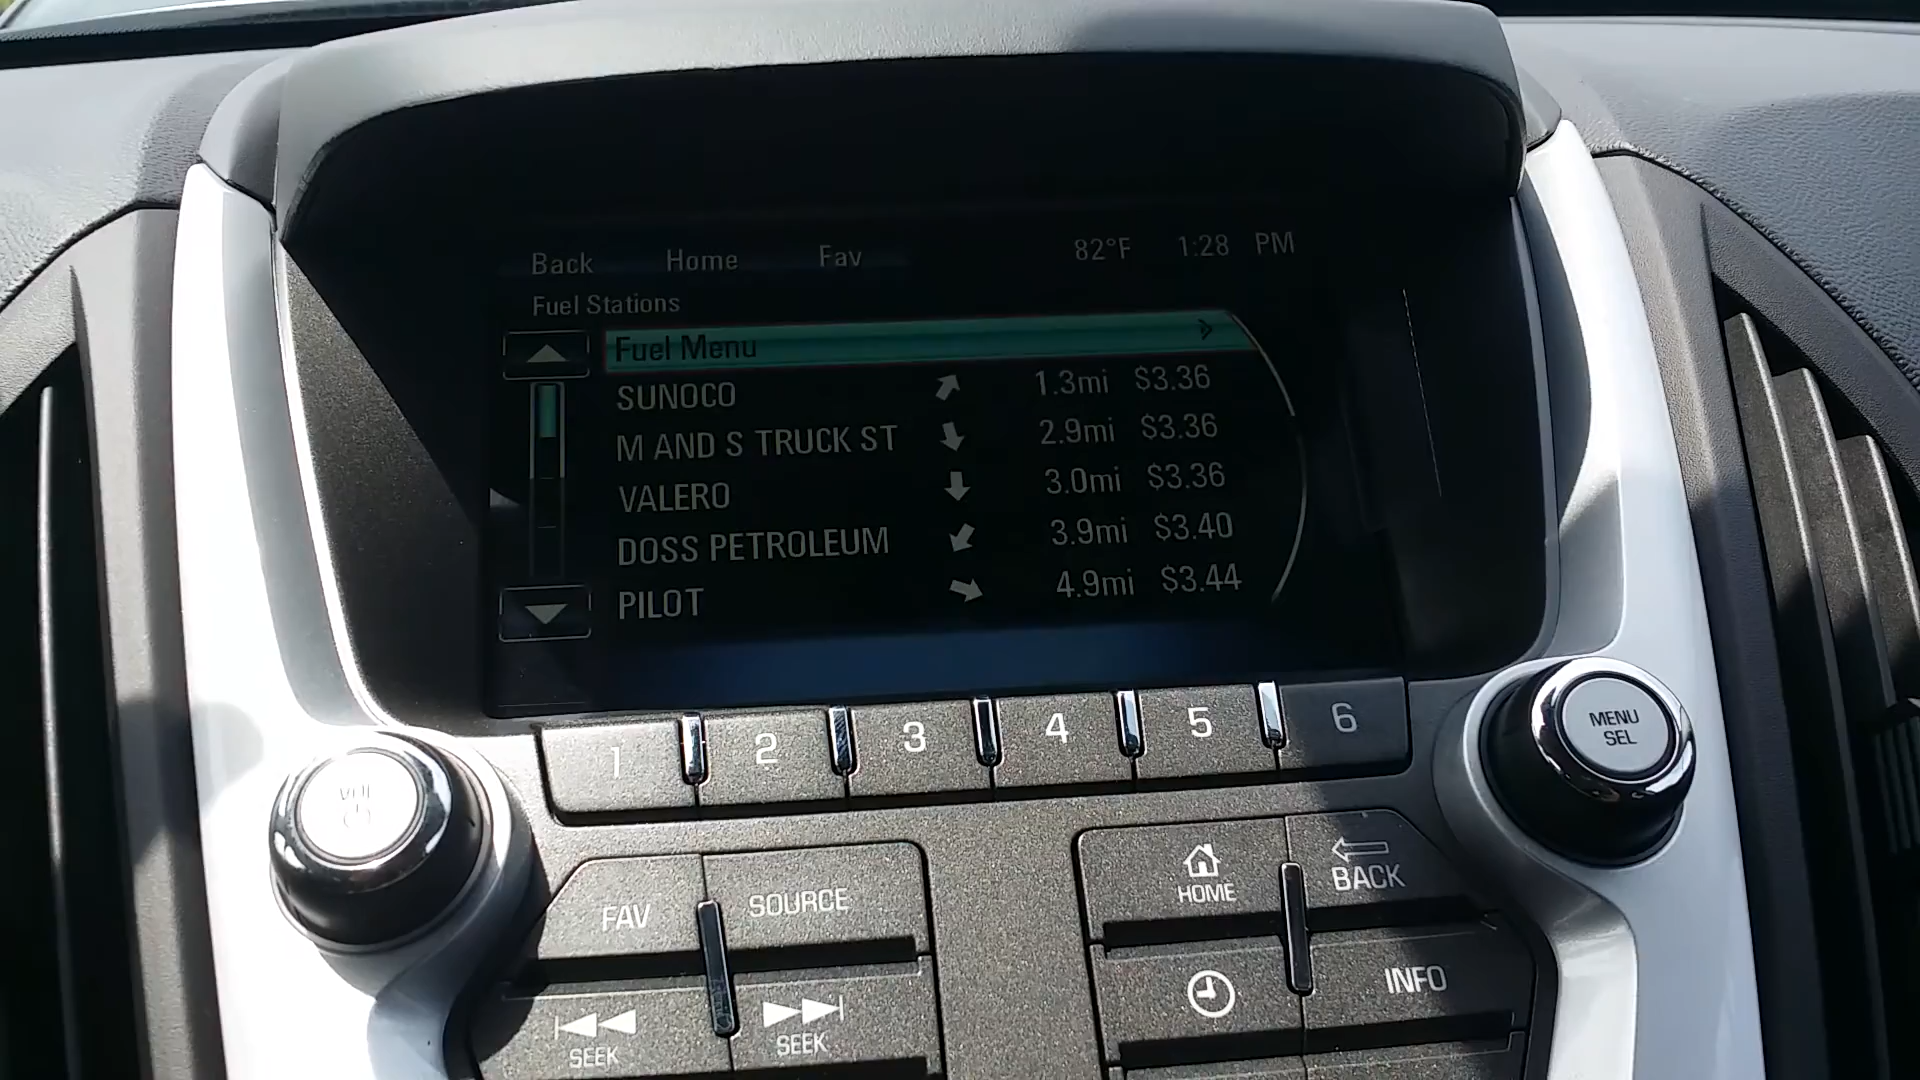 Back Home Fav 82°F 1:28 PM
Fuel Stations
Fuel Menu
SUNOCO 1.3mi $3.36
M AND S TRUCK ST 2.9mi $3.36
VALERO 3.0mi $3.36
DOSS PETROLEUM 3.9mi $3.40
PILOT 4.9mi $3.44
1 2 3 4 5 6
MENU
SEL
VOL
FAV SOURCE
HOME BACK
INFO
SEEK SEEK